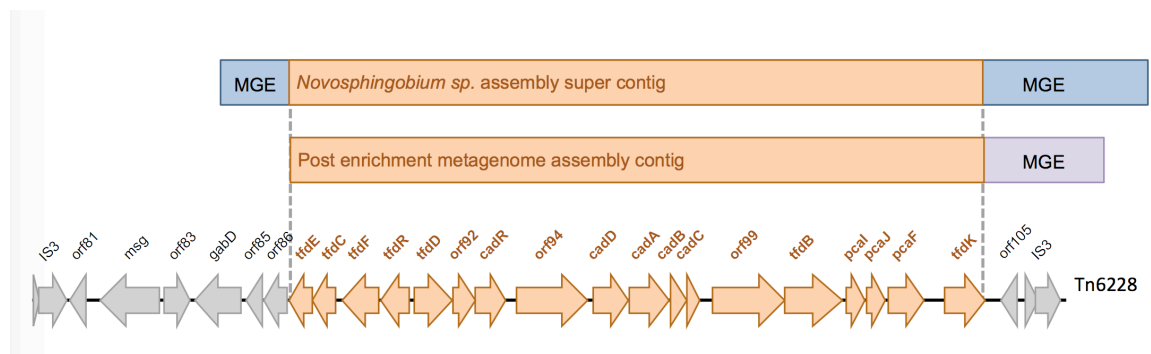 MGE Novosphingobium sp. assembly super contig MGE
Post enrichment metagenome assembly contig MGE
IS3 orf81 msg orf83 gabD orf85 orf86 tfdE tfdC tfdF tfdR tfdD orf92 cadR orf94 cadD cadA cadB cadC orf99 tfdB pcaI pcaJ pcaF tfdK orf105 IS3
Tn6228